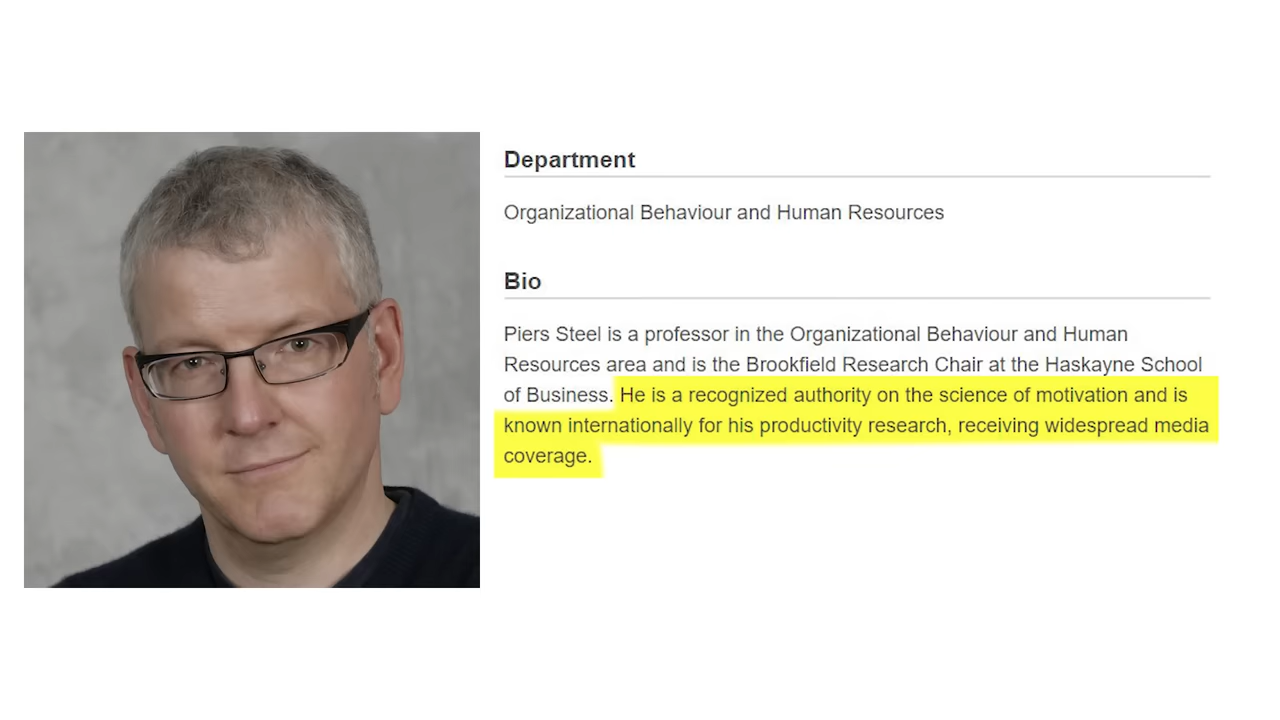 Department
Organizational Behaviour and Human Resources
Bio
Piers Steel is a professor in the Organizational Behaviour and Human
Resources area and is the Brookfield Research Chair at the Haskayne School
of Business. He is a recognized authority on the science of motivation and is
known internationally for his productivity research, receiving widespread media
coverage.